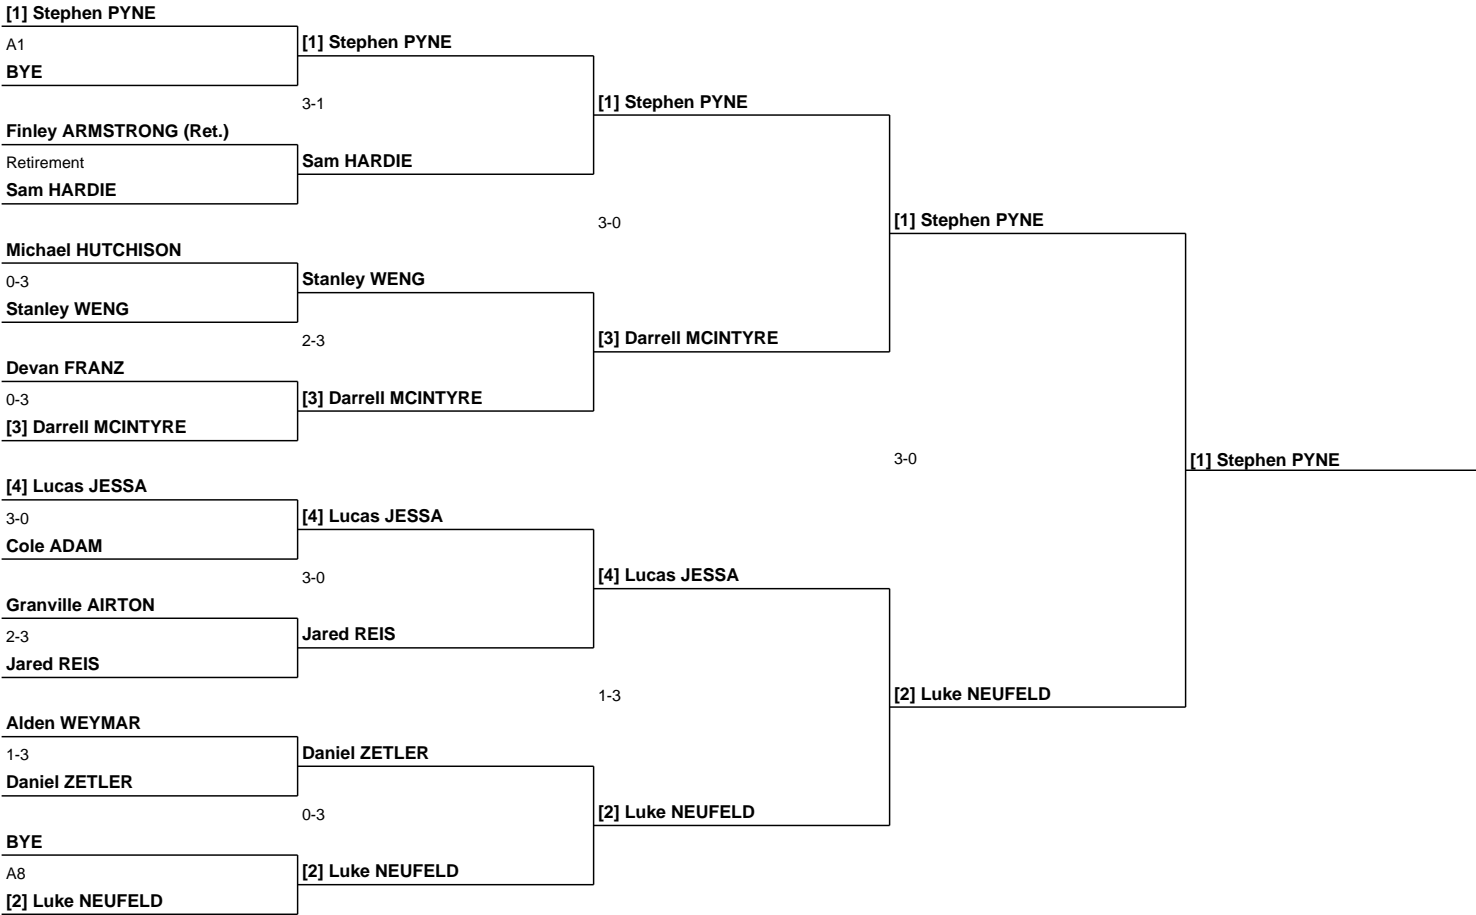 [1] Stephen PYNE
A1
BYE
Finley ARMSTRONG (Ret.)
Retirement
Sam HARDIE
Michael HUTCHISON
0-3
Stanley WENG
Devan FRANZ
0-3
[3] Darrell MCINTYRE
[4] Lucas JESSA
3-0
Cole ADAM
Granville AIRTON
2-3
Jared REIS
Alden WEYMAR
1-3
Daniel ZETLER
BYE
A8
[2] Luke NEUFELD
[1] Stephen PYNE
3-1
Sam HARDIE
Stanley WENG
2-3
[3] Darrell MCINTYRE
[4] Lucas JESSA
3-0
Jared REIS
Daniel ZETLER
0-3
[2] Luke NEUFELD
[1] Stephen PYNE
3-0
[3] Darrell MCINTYRE
[4] Lucas JESSA
1-3
[2] Luke NEUFELD
[1] Stephen PYNE
3-0
[2] Luke NEUFELD
[1] Stephen PYNE